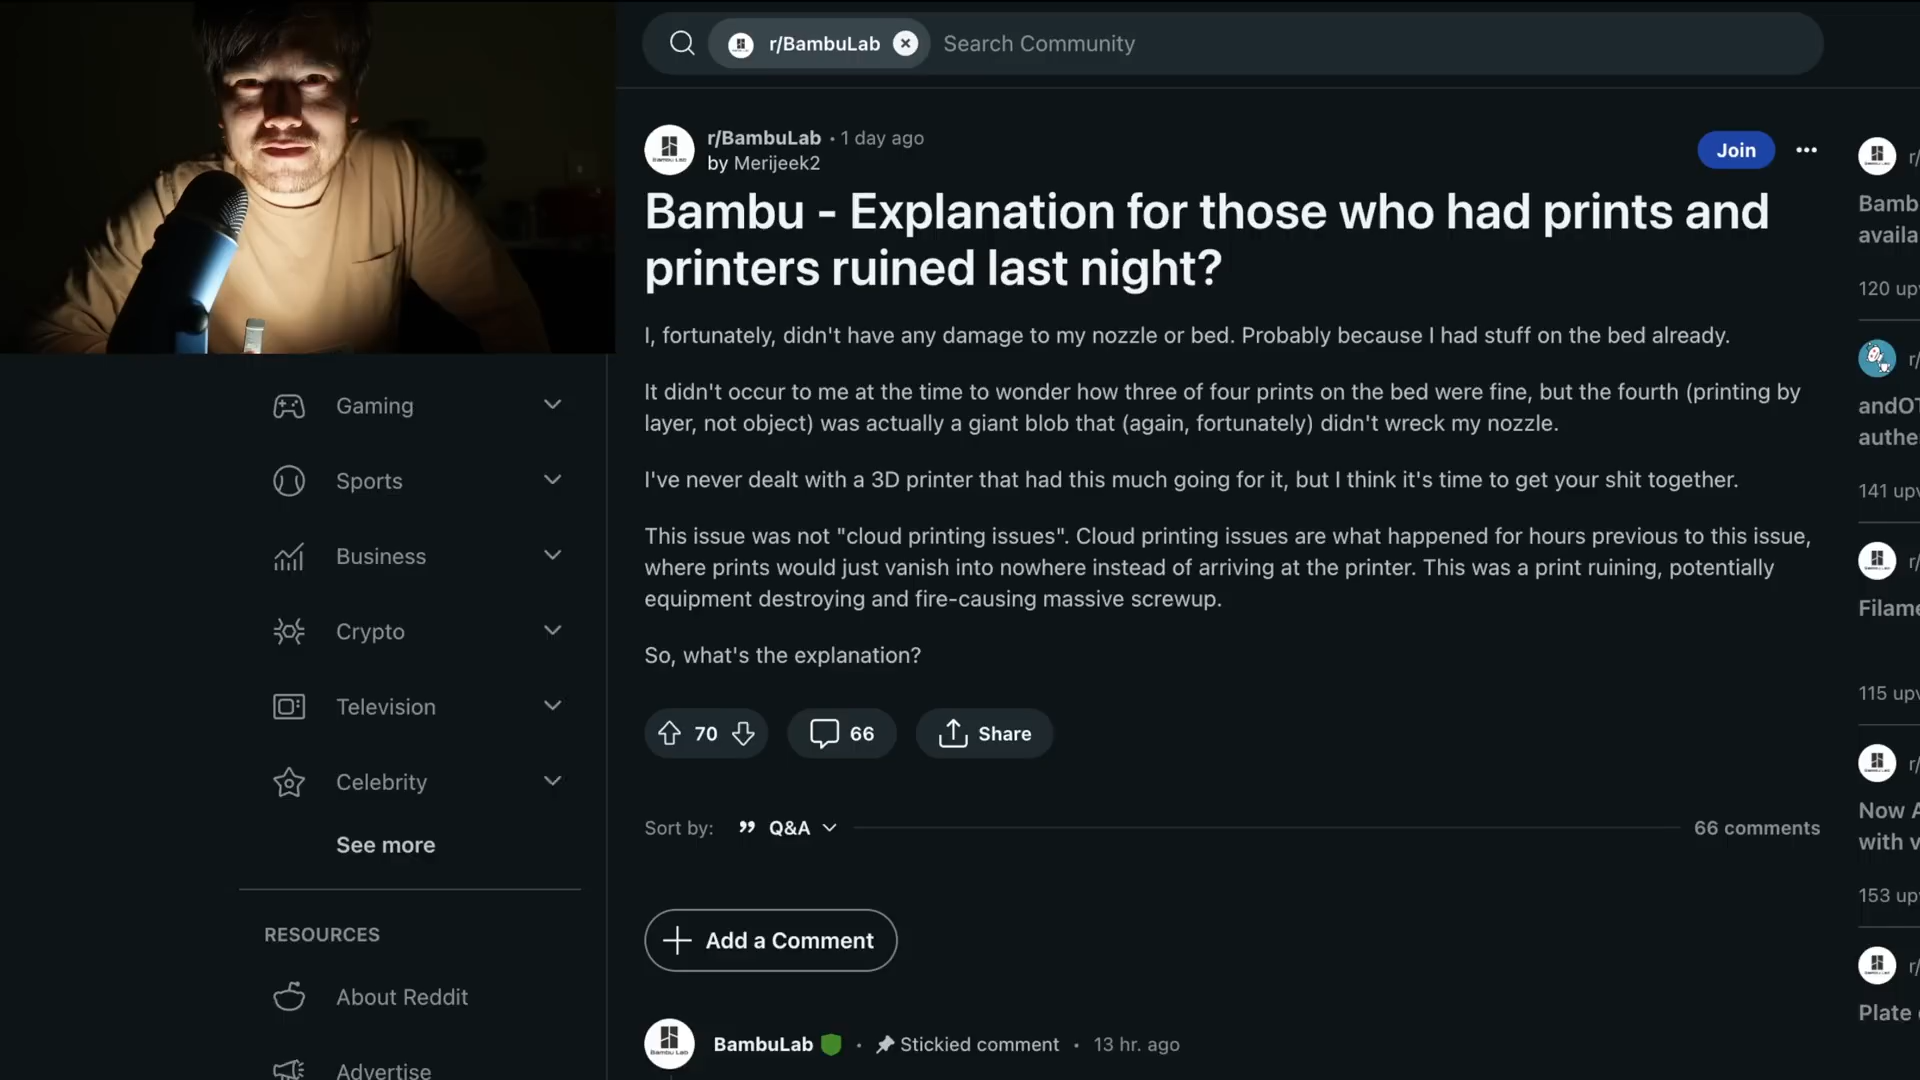 r/BambuLab
Search Community
r/BambuLab • 1 day ago
by Merijeek2
Join
Bambu - Explanation for those who had prints and
printers ruined last night?
I, fortunately, didn't have any damage to my nozzle or bed. Probably because I had stuff on the bed already.
It didn't occur to me at the time to wonder how three of four prints on the bed were fine, but the fourth (printing by
layer, not object) was actually a giant blob that (again, fortunately) didn't wreck my nozzle.
I've never dealt with a 3D printer that had this much going for it, but I think it's time to get your shit together.
This issue was not "cloud printing issues". Cloud printing issues are what happened for hours previous to this issue,
where prints would just vanish into nowhere instead of arriving at the printer. This was a print ruining, potentially
equipment destroying and fire-causing massive screwup.
So, what's the explanation?
70
66
Share
Sort by:
Q&A
66 comments
Add a Comment
BambuLab • Stickied comment • 13 hr. ago
Gaming
Sports
Business
Crypto
Television
Celebrity
See more
RESOURCES
About Reddit
Advertise
r/
Bamb
availa
120 upv
r/
andOT
authe
141 upv
r/
Filame
115 upv
r/
Now A
with v
153 upv
r/
Plate